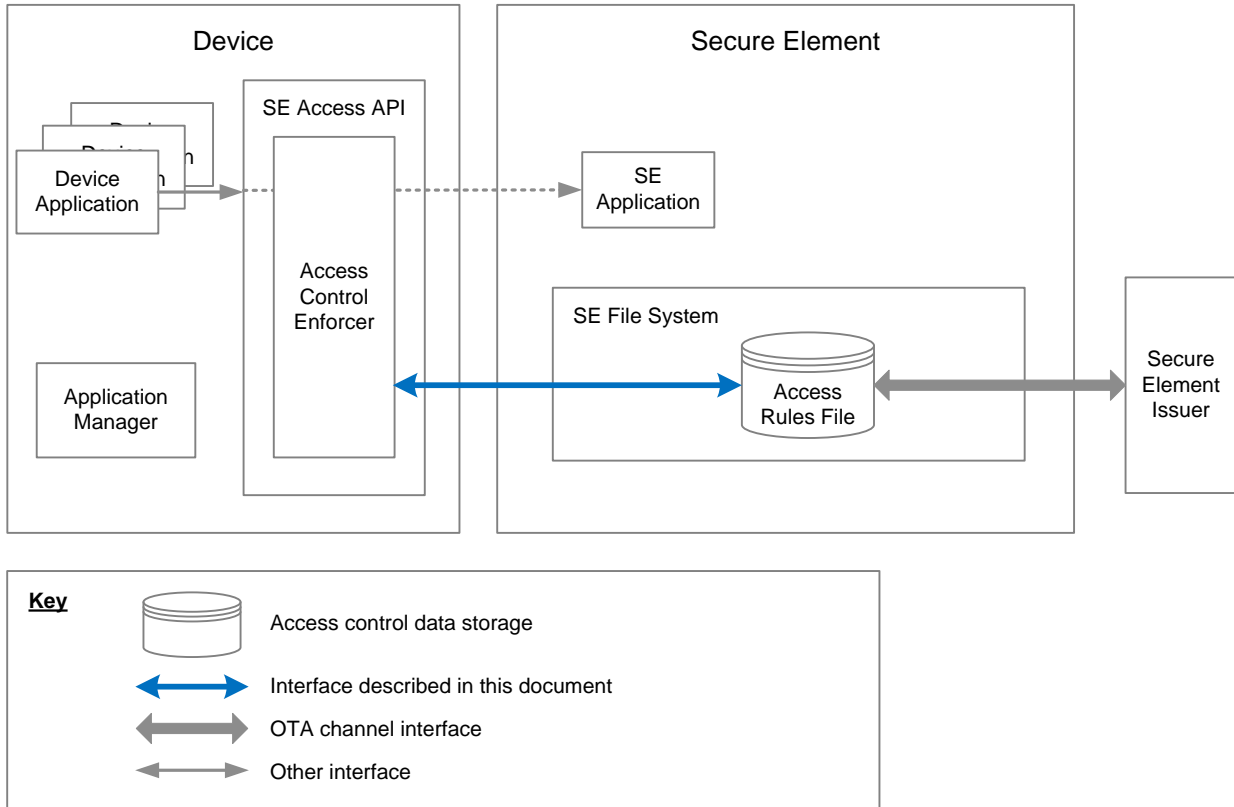 Device
Secure Element
SE Access API
Device
Application
SE
Application
Access
Control
Enforcer
SE File System
Application
Manager
Access
Rules File
Secure
Element
Issuer
Key
Access control data storage
Interface described in this document
OTA channel interface
Other interface